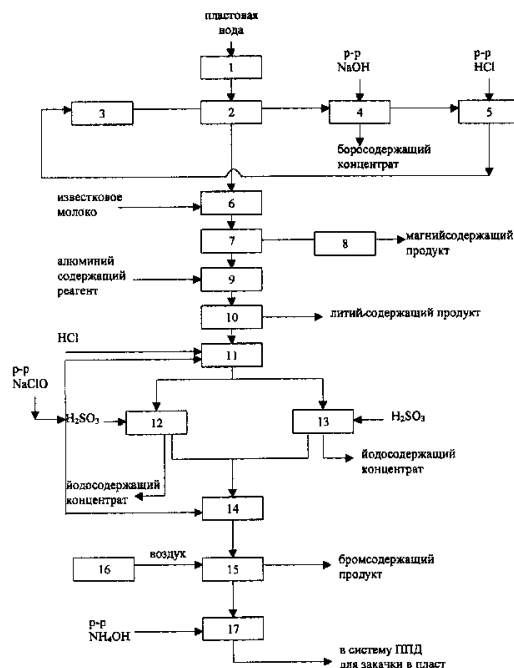 пластовая
вода
р-р
NaOH
р-р
HCl
1
3
2
4
5
боросодержащий
концентрат
известковое
молоко
6
7
8
магнийсодержащий
продукт
алюминий
содержащий
реагент
9
10
литий-содержащий продукт
HCl
11
р-р
NaClO
H₂SO₃
12
13
H₂SO₃
йодосодержащий
концентрат
йодосодержащий
концентрат
14
воздух
16
15
бромсодержащий
продукт
р-р
NH₄OH
17
в систему ППД
для закачки в пласт